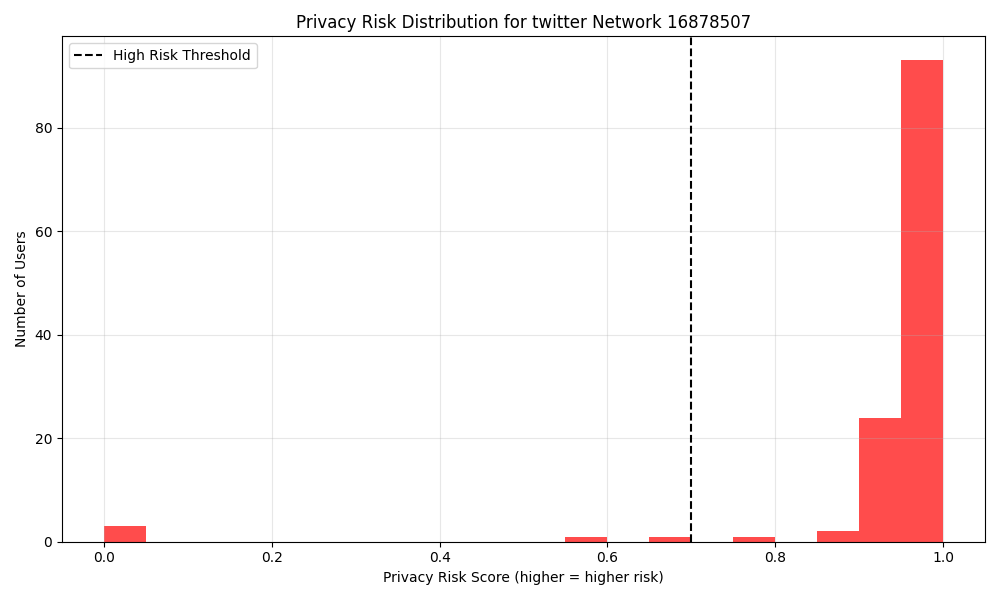 Privacy Risk Distribution for twitter Network 16878507
High Risk Threshold
Number of Users
80
60
40
20
0
0.0 0.2 0.4 0.6 0.8 1.0
Privacy Risk Score (higher = higher risk)